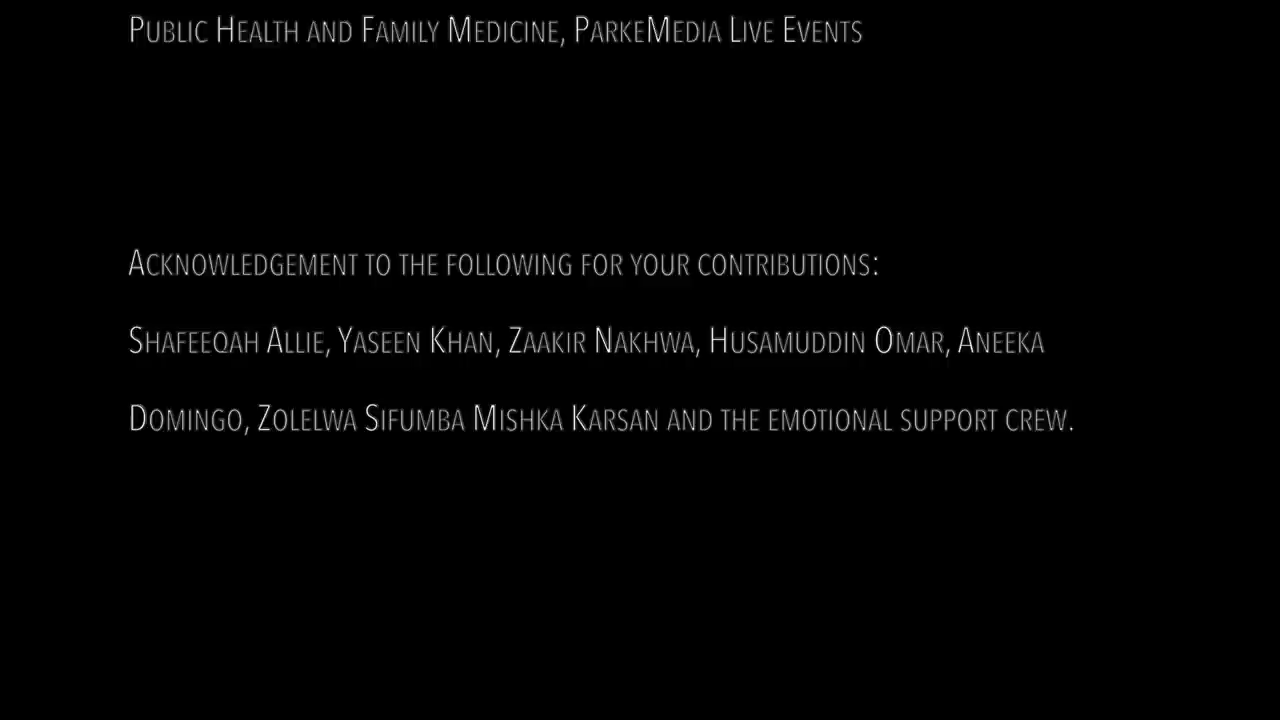 Public Health and Family Medicine, ParkeMedia Live Events
Acknowledgement to the following for your contributions:
Shafeeqah Allie, Yaseen Khan, Zaakir Nakhwa, Husamuddin Omar, Aneeka
Domingo, Zolelwa Sifumba Mishka Karsan and the emotional support crew.